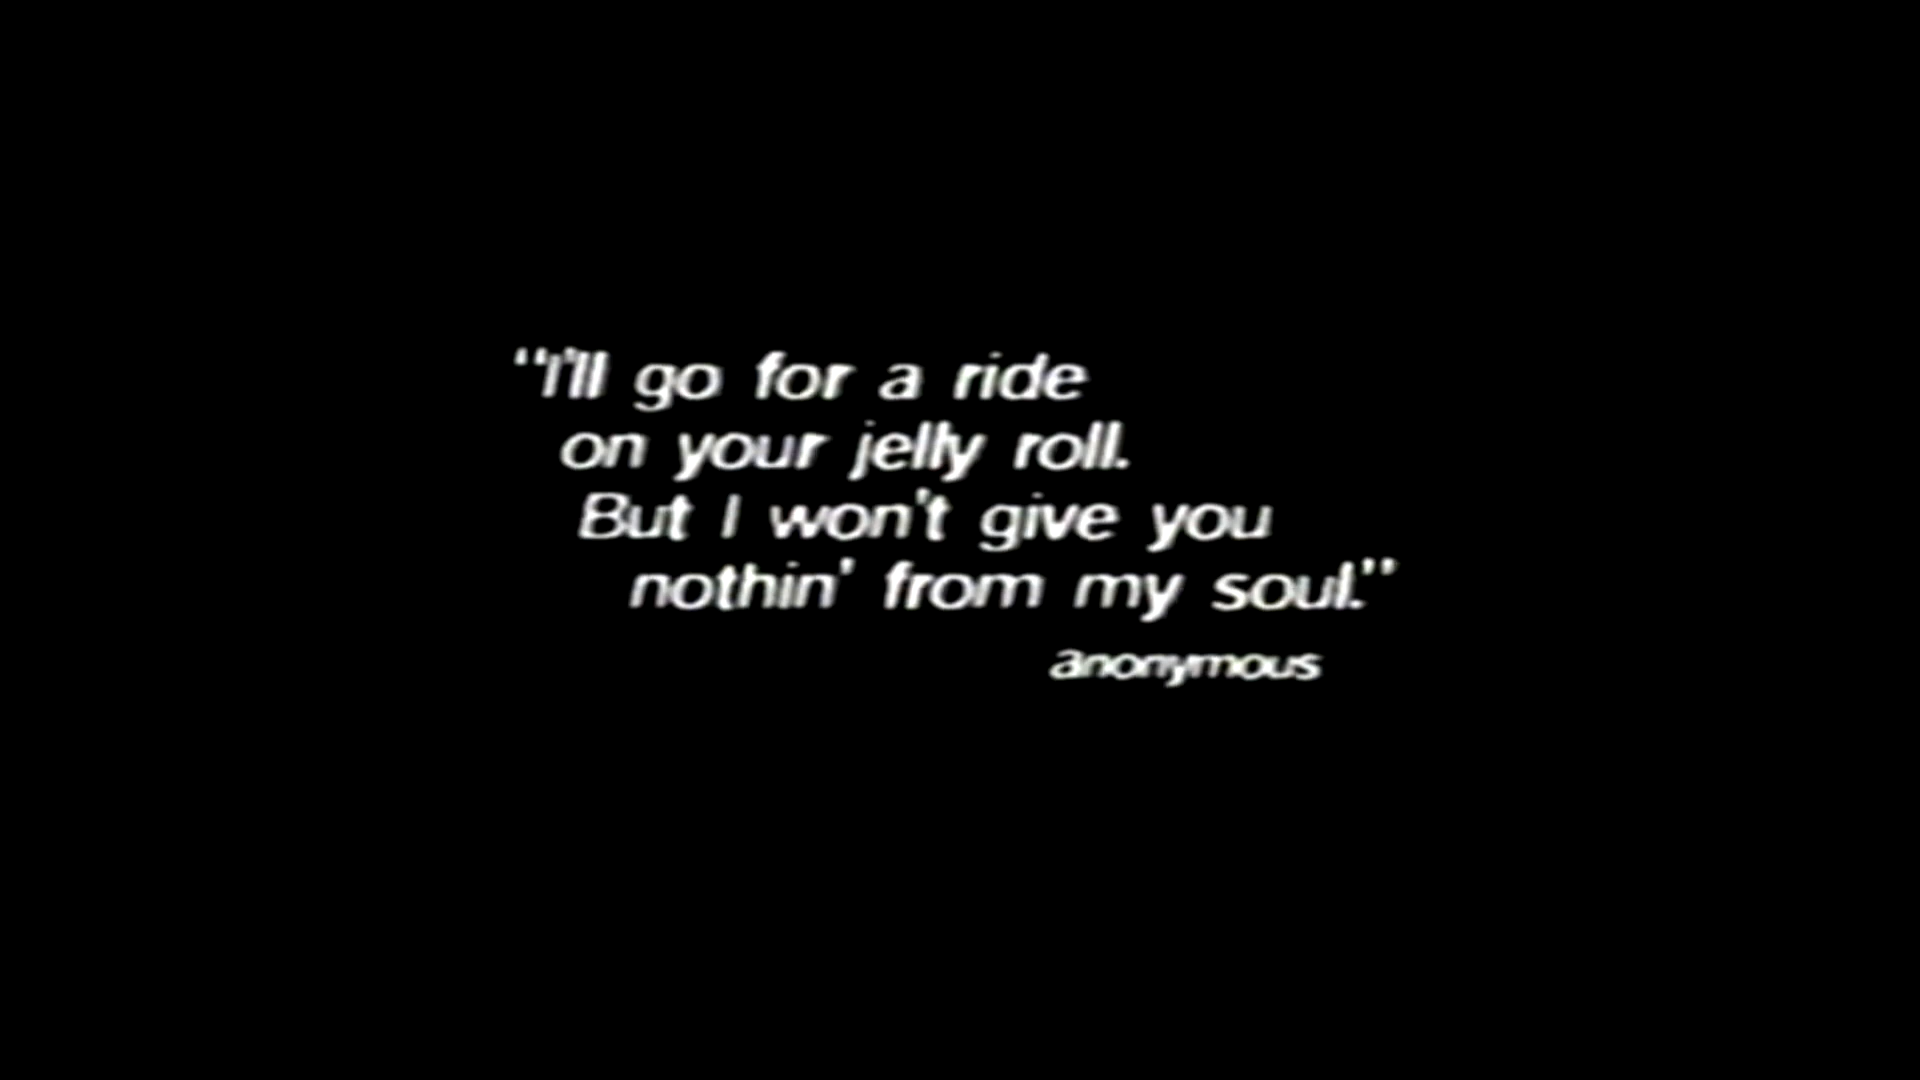 "I'll go for a ride
on your jelly roll.
But I won't give you
nothin' from my soul."
anonymous